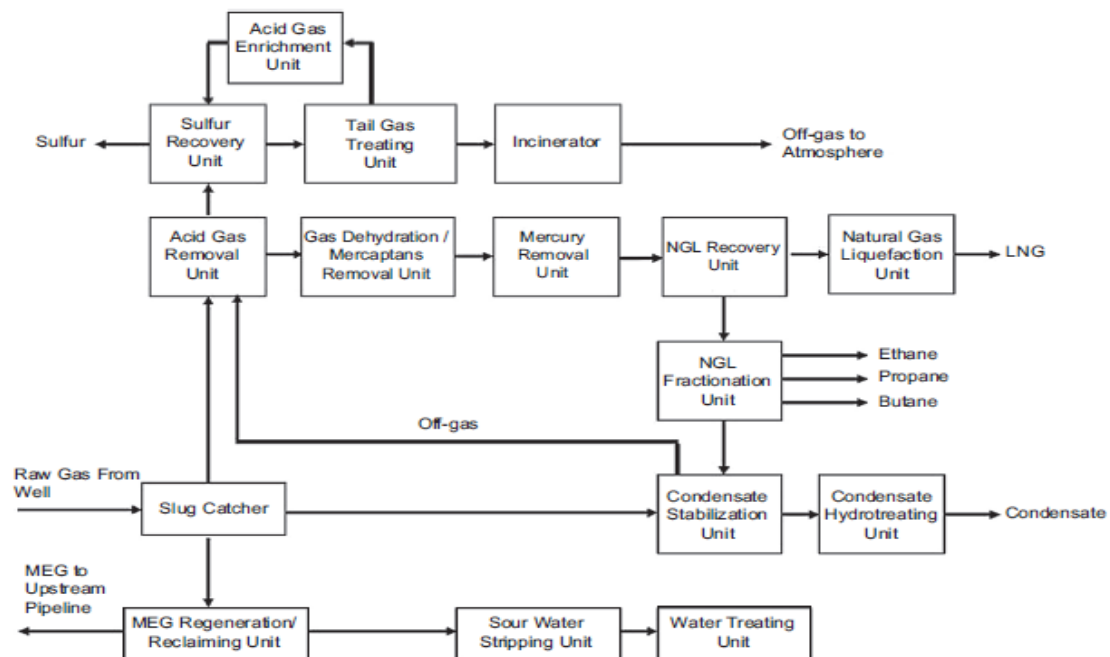 Acid Gas
Enrichment
Unit
Sulfur
Sulfur
Recovery
Unit
Tail Gas
Treating
Unit
Incinerator
Off-gas to
Atmosphere
Acid Gas
Removal
Unit
Gas Dehydration /
Mercaptans
Removal Unit
Mercury
Removal
Unit
NGL Recovery
Unit
Natural Gas
Liquefaction
Unit
LNG
NGL
Fractionation
Unit
Ethane
Propane
Butane
Off-gas
Raw Gas From
Well
Slug Catcher
Condensate
Stabilization
Unit
Condensate
Hydrotreating
Unit
Condensate
MEG to
Upstream
Pipeline
MEG Regeneration/
Reclaiming Unit
Sour Water
Stripping Unit
Water Treating
Unit